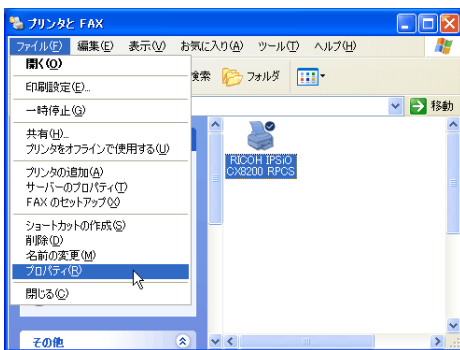 プリンタと FAX
ファイル(F) 編集(E) 表示(V) お気に入り(A) ツール(T) ヘルプ(H)
開く(O)
索 フォルダ
印刷設定(E)...
一時停止(G)
移動
共有(H)...
プリンタをオフラインで使用する(U)
プリンタの追加(A)
サーバーのプロパティ(T)
FAX のセットアップ(X)
RICOH IPSiO
CX8200 RPCS
ショートカットの作成(S)
削除(D)
名前の変更(M)
プロパティ(R)
閉じる(C)
その他